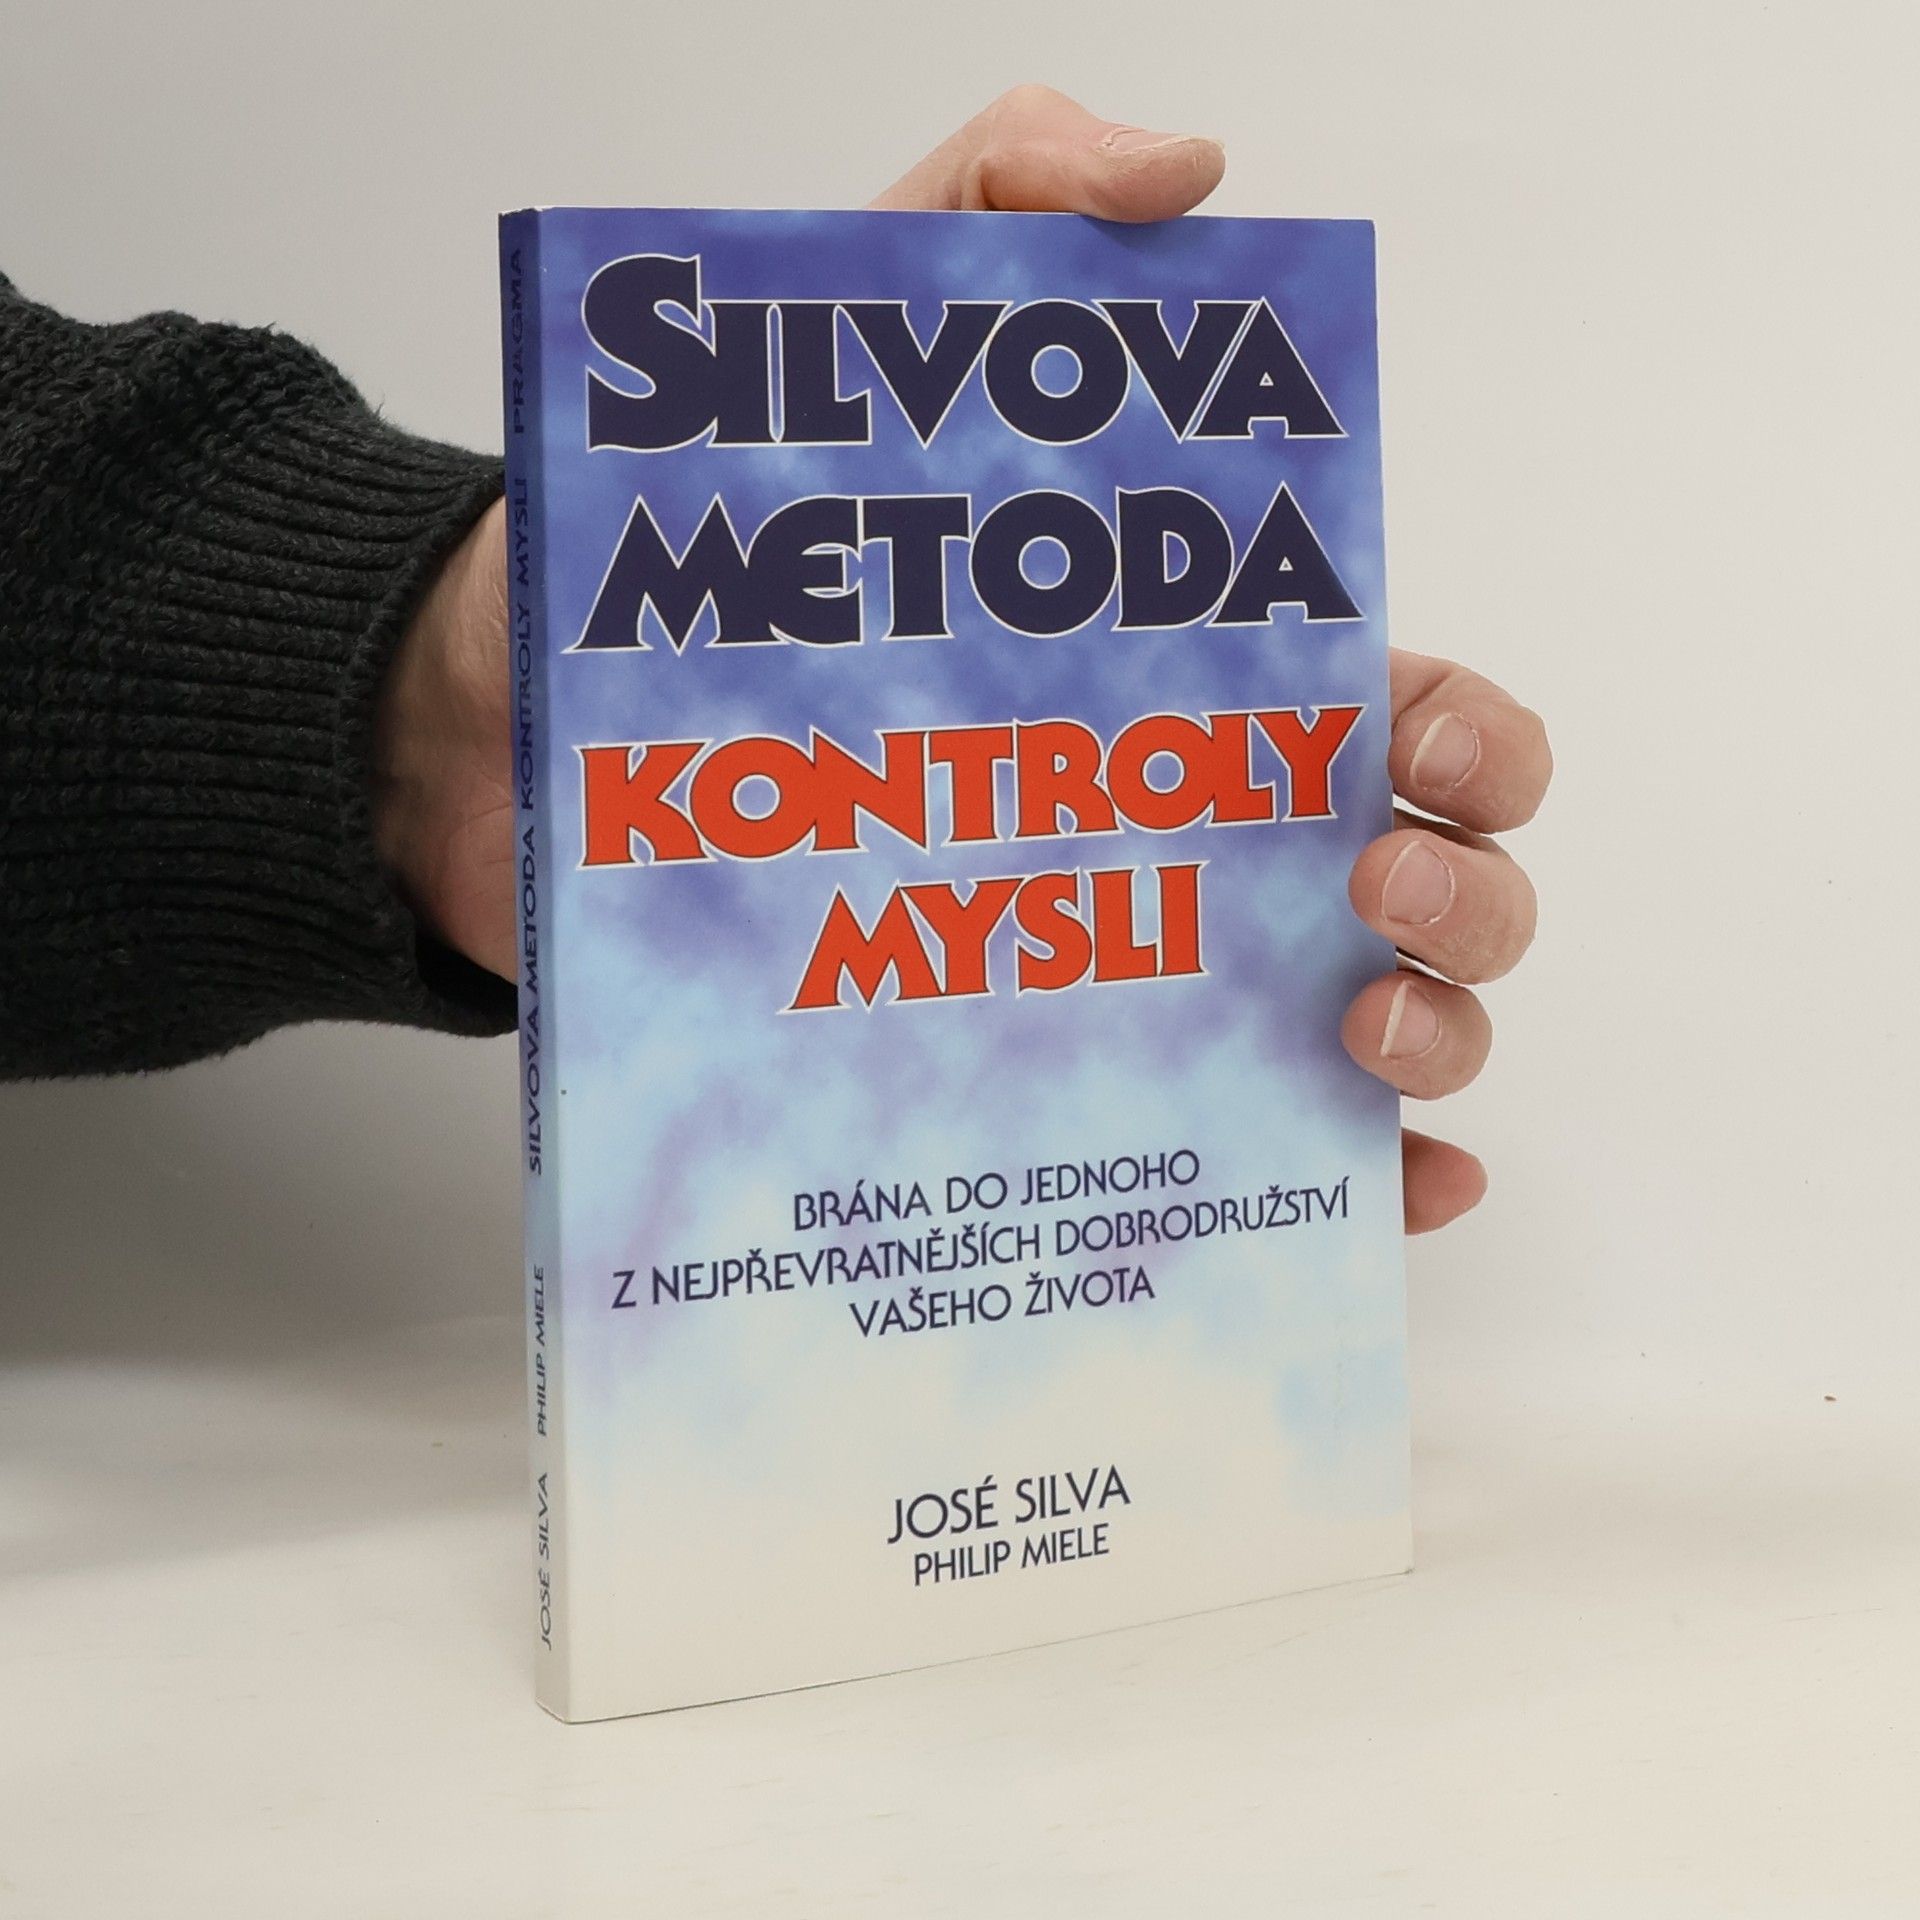 SILVOVA
METODA
KONTROLY
MYSLI
BRÁNA DO JEDNOHO
Z NEJPŘEVRATNĚJŠÍCH DOBRODRUŽSTVÍ
VAŠEHO ŽIVOTA
JOSÉ SILVA
PHILIP MIELE
JOSÉ SILVA PHILIP MIELE SILVOVA METODA KONTROLY MYSLI PRAGMA